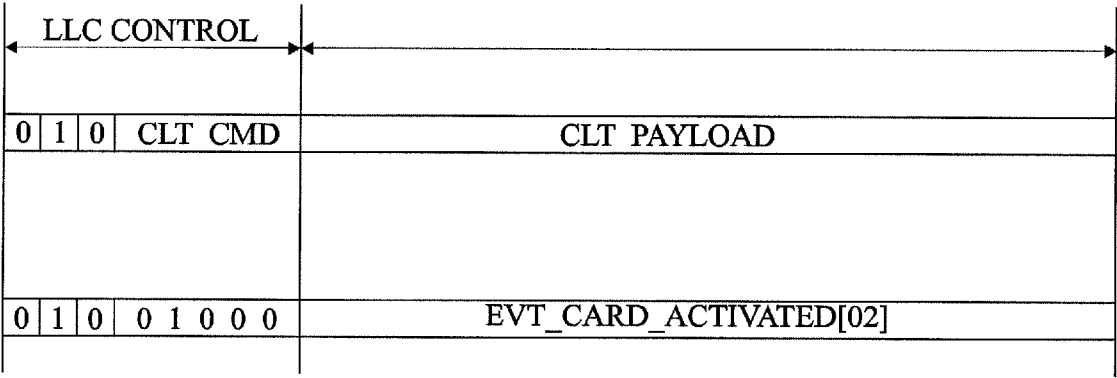 LLC CONTROL
0 1 0 CLT CMD CLT PAYLOAD
0 1 0 0 1 0 0 0 EVT_CARD_ACTIVATED[02]